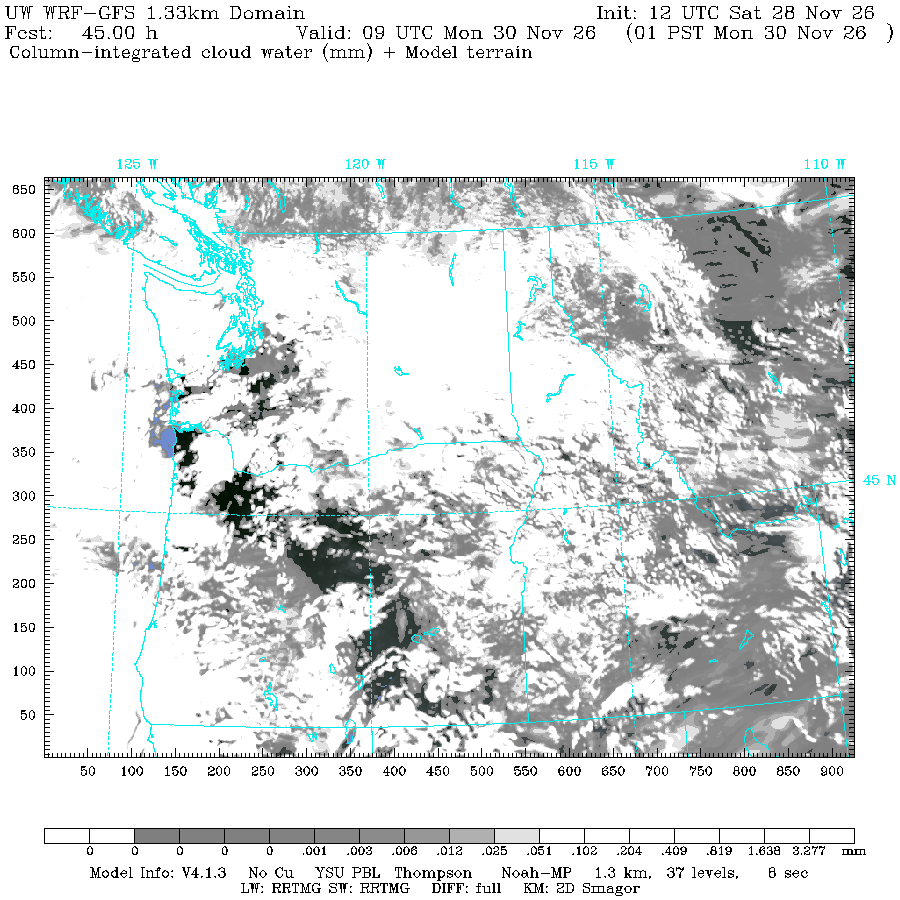 UW WRF-GFS 1.33km Domain Init: 12 UTC Sat 28 Nov 26
Fcst: 45.00 h Valid: 09 UTC Mon 30 Nov 26 (01 PST Mon 30 Nov 26 )
Column-integrated cloud water (mm) + Model terrain
125 W 120 W 115 W 110 W
650
600
550
500
450
400
350
300
250
200
150
100
50
45 N
50 100 150 200 250 300 350 400 450 500 550 600 650 700 750 800 850 900
0 0 0 0 0 .001 .003 .006 .012 .025 .051 .102 .204 .409 .819 1.638 3.277 mm
Model Info: V4.1.3 No Cu YSU PBL Thompson Noah-MP 1.3 km, 37 levels, 8 sec
LW: RRTMG SW: RRTMG DIFF: full KM: 2D Smagor